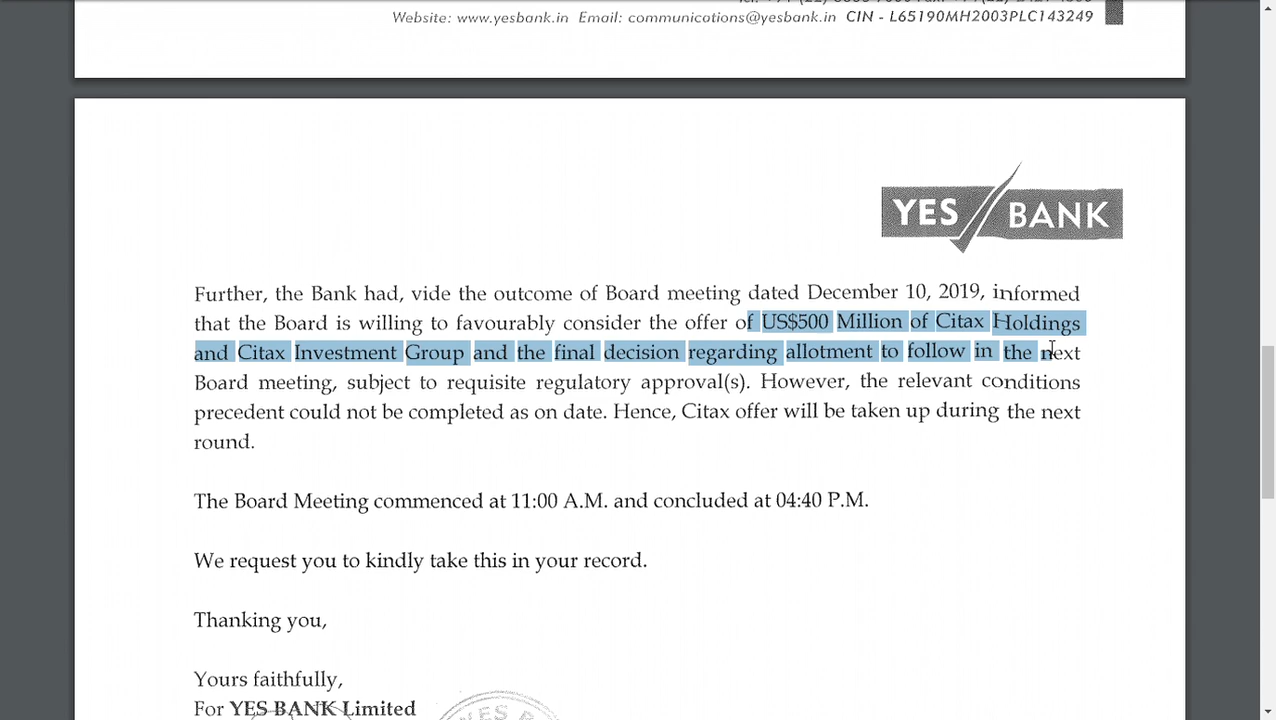 Website: www.yesbank.in Email: communications@yesbank.in CIN - L65190MH2003PLC143249
YES BANK
Further, the Bank had, vide the outcome of Board meeting dated December 10, 2019, informed
that the Board is willing to favourably consider the offer of US$500 Million of Citax Holdings
and Citax Investment Group and the final decision regarding allotment to follow in the next
Board meeting, subject to requisite regulatory approval(s). However, the relevant conditions
precedent could not be completed as on date. Hence, Citax offer will be taken up during the next
round.
The Board Meeting commenced at 11:00 A.M. and concluded at 04:40 P.M.
We request you to kindly take this in your record.
Thanking you,
Yours faithfully,
For YES BANK Limited